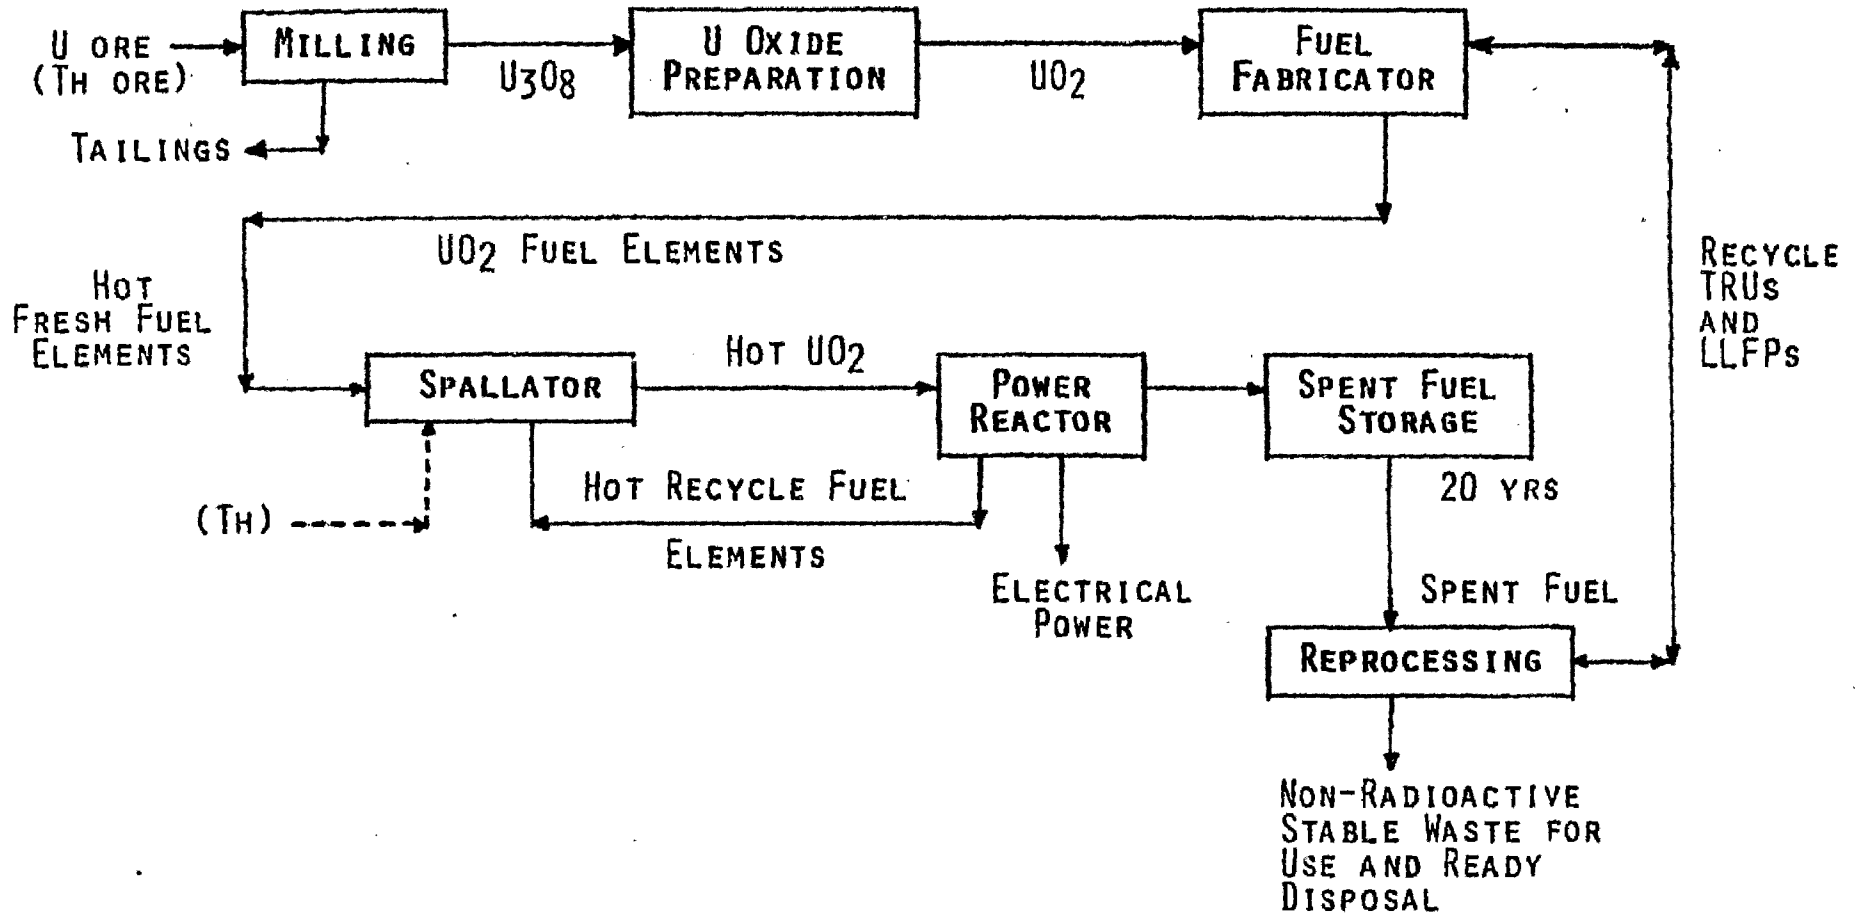 U ORE
(TH ORE)
MILLING
U3O8
U OXIDE
PREPARATION
UO2
FUEL
FABRICATOR
TAILINGS
UO2 FUEL ELEMENTS
HOT
FRESH FUEL
ELEMENTS
RECYCLE
TRUs
AND
LLFPs
SPALLATOR
HOT UO2
POWER
REACTOR
SPENT FUEL
STORAGE
(TH)
HOT RECYCLE FUEL
ELEMENTS
20 YRS
ELECTRICAL
POWER
SPENT FUEL
REPROCESSING
NON-RADIOACTIVE
STABLE WASTE FOR
USE AND READY
DISPOSAL